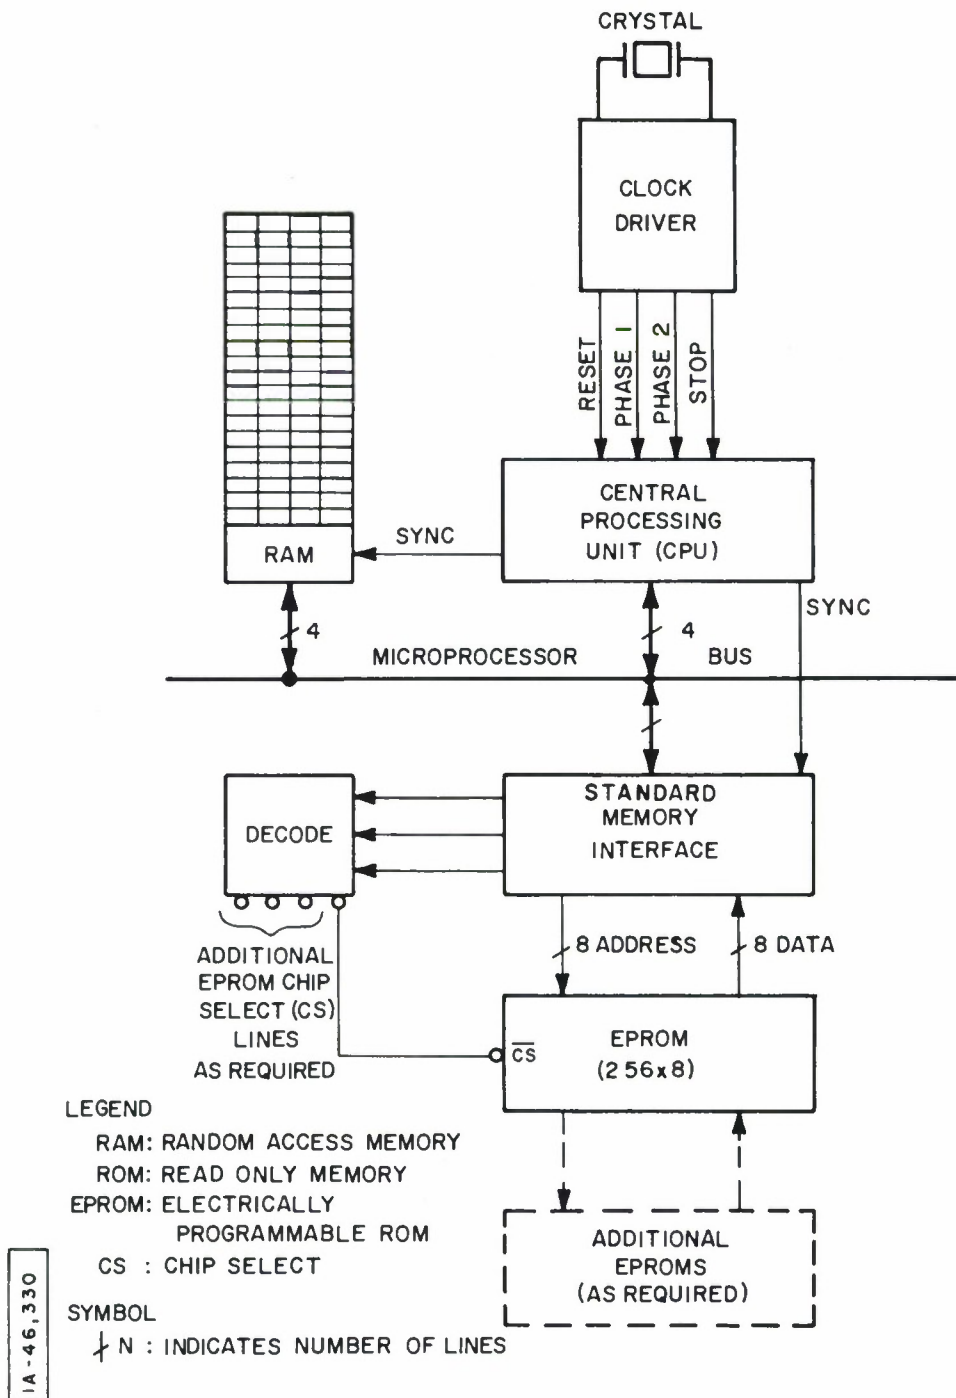 CRYSTAL
CLOCK
DRIVER
RESET
PHASE 1
PHASE 2
STOP
CENTRAL
PROCESSING
UNIT (CPU)
SYNC
RAM
SYNC
4
4
MICROPROCESSOR BUS
STANDARD
MEMORY
INTERFACE
DECODE
8 ADDRESS
8 DATA
ADDITIONAL
EPROM CHIP
SELECT (CS)
LINES
AS REQUIRED
CS
EPROM
(256x8)
LEGEND
RAM: RANDOM ACCESS MEMORY
ROM: READ ONLY MEMORY
EPROM: ELECTRICALLY
PROGRAMMABLE ROM
CS : CHIP SELECT
ADDITIONAL
EPROMS
(AS REQUIRED)
SYMBOL
N : INDICATES NUMBER OF LINES
IA-46,330